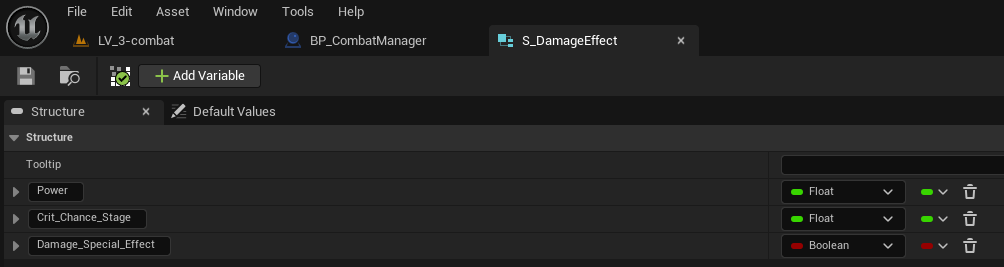 File Edit Asset Window Tools Help
LV_3-combat BP_CombatManager S_DamageEffect
Add Variable
Structure Default Values
Structure
Tooltip
Power Float
Crit_Chance_Stage Float
Damage_Special_Effect Boolean